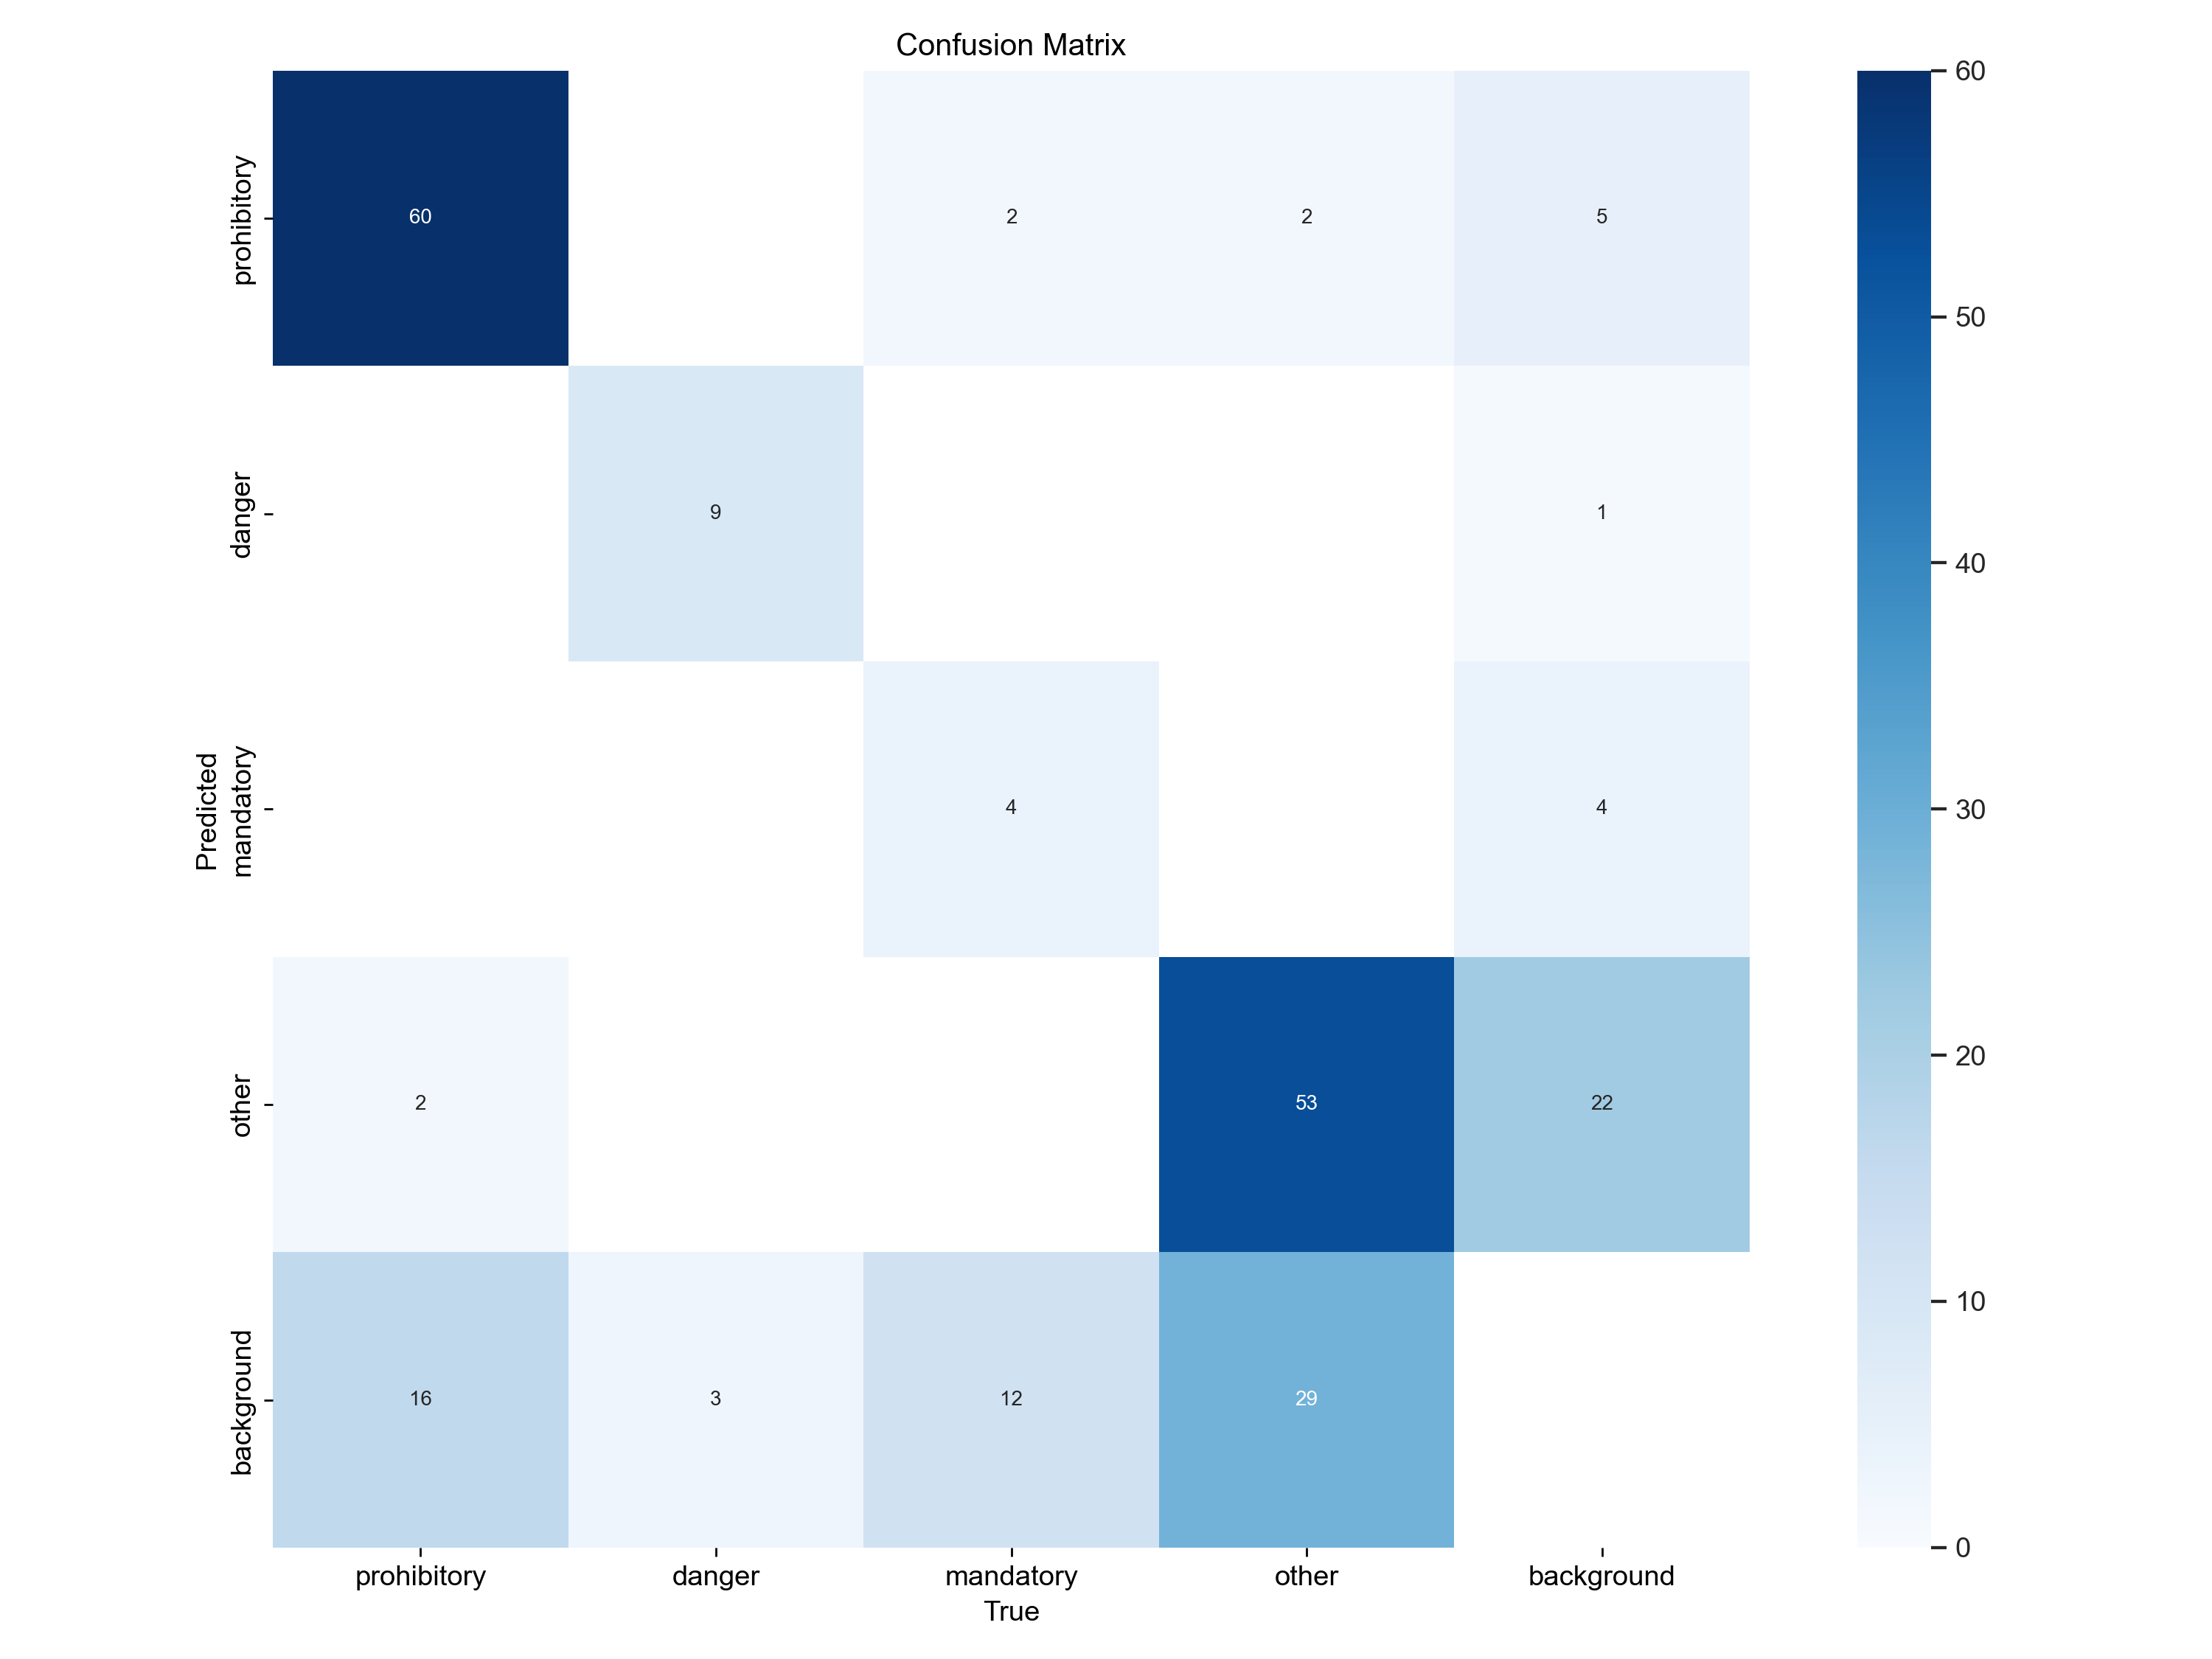 Confusion Matrix
prohibitory
60
2
2
5
danger
9
1
Predicted
mandatory
4
4
other
2
53
22
background
16
3
12
29
prohibitory
danger
mandatory
other
background
True
60
50
40
30
20
10
0